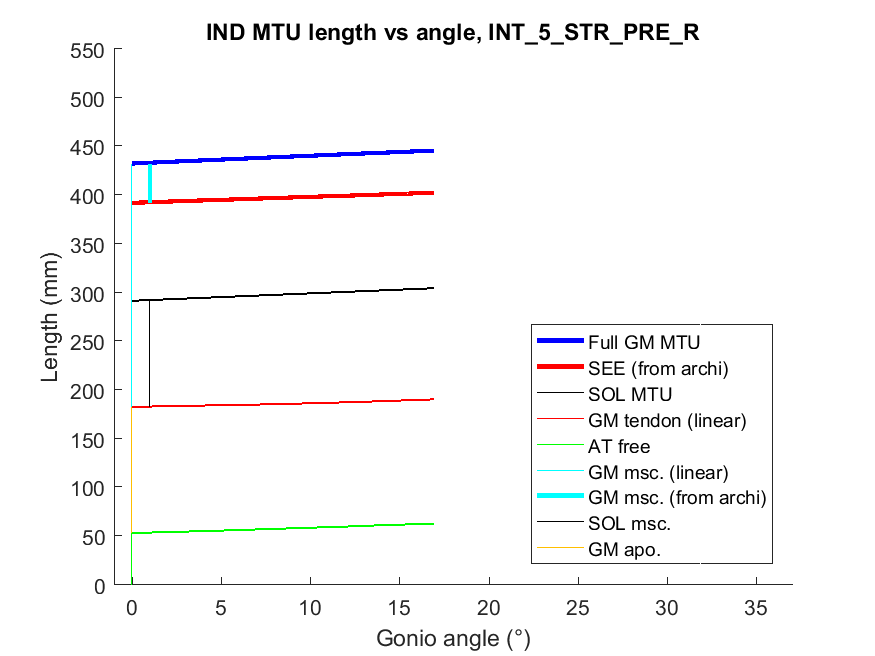 IND MTU length vs angle, INT_5_STR_PRE_R
550
500
450
400
350
300
250
200
150
100
50
0
Length (mm)
Full GM MTU
SEE (from archi)
SOL MTU
GM tendon (linear)
AT free
GM msc. (linear)
GM msc. (from archi)
SOL msc.
GM apo.
0 5 10 15 20 25 30 35
Gonio angle (°)